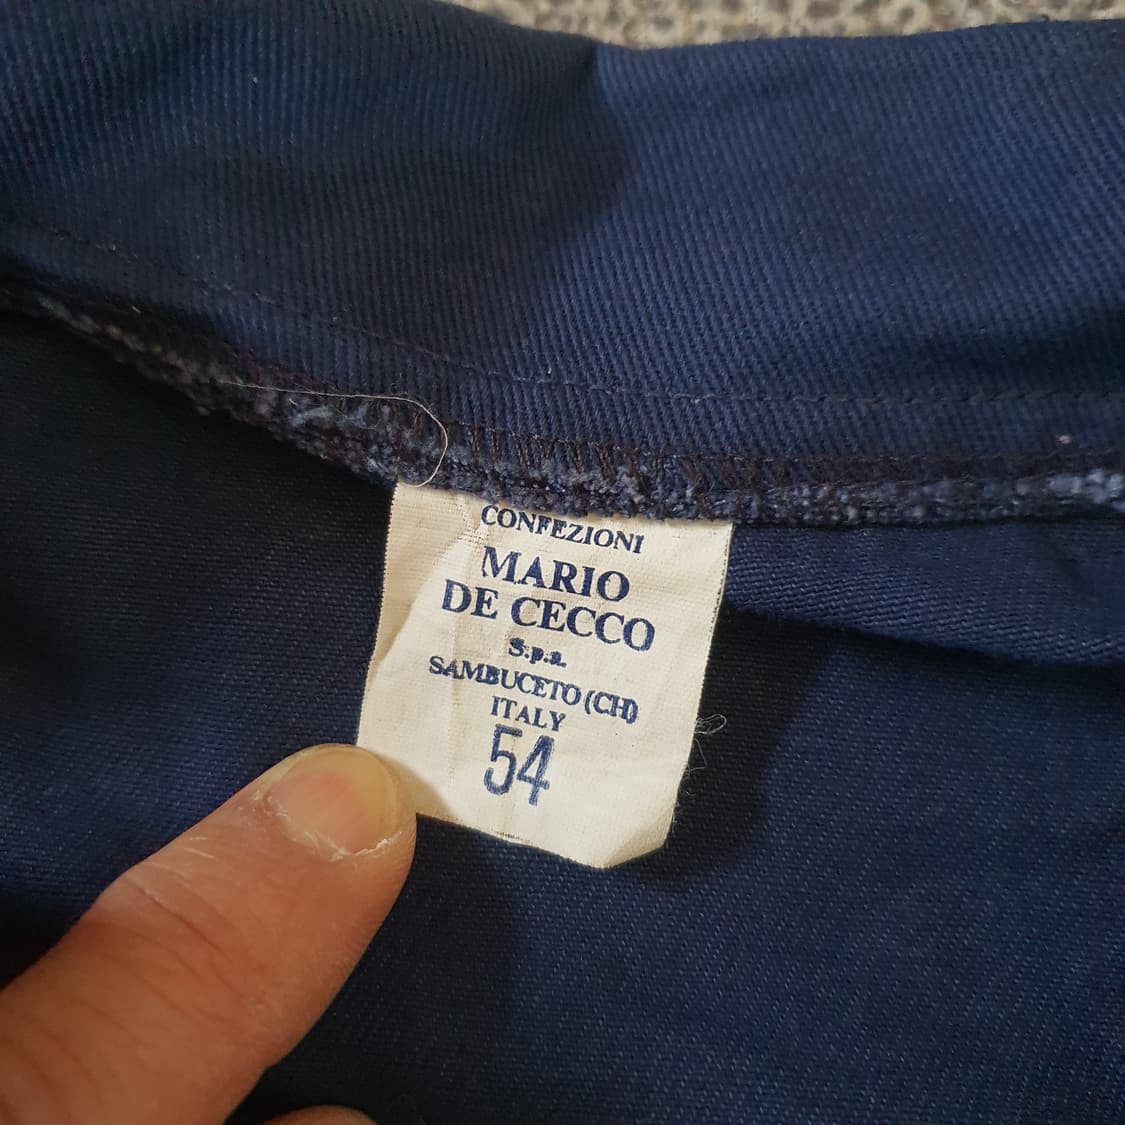 CONFEZIONI
MARIO
DE CECCO
S.p.a.
SAMBUCETO (CH)
ITALY
54